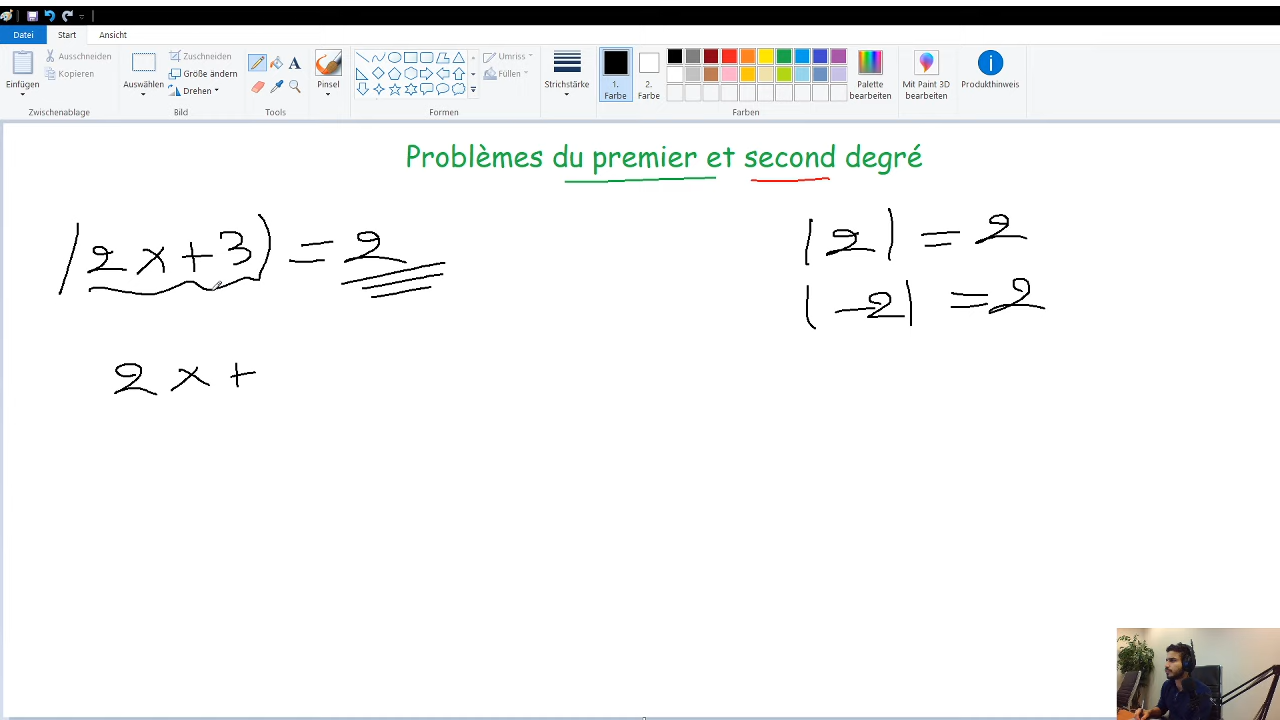 Datei Start Ansicht
Einfügen
Ausschneiden
Zwischenablage
Auswählen
Zuschneiden
Größe ändern
Drehen
Bild
A
Tools
Pinsel
Umriss
Füllen
Formen
Strichstärke
1. Farbe
2. Farbe
Palette bearbeiten
Farben
Mit Paint 3D bearbeiten
Produkthinweis
Problèmes du premier et second degré
|2x+3| = 2
|2| = 2
|-2| = 2
2x+